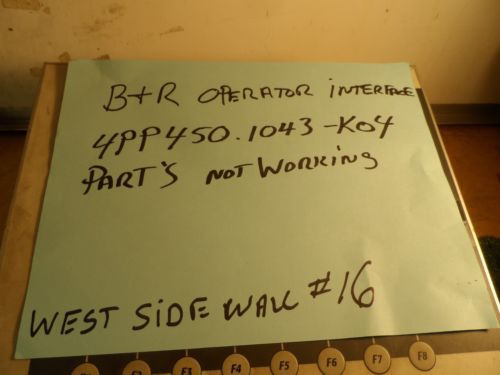 B+R OPERATOR INTERFACE
4PP450.1043-K04
PART'S NOT WORKING
WEST SIDE WALL #16
F3 F4 F5 F6 F7 F8